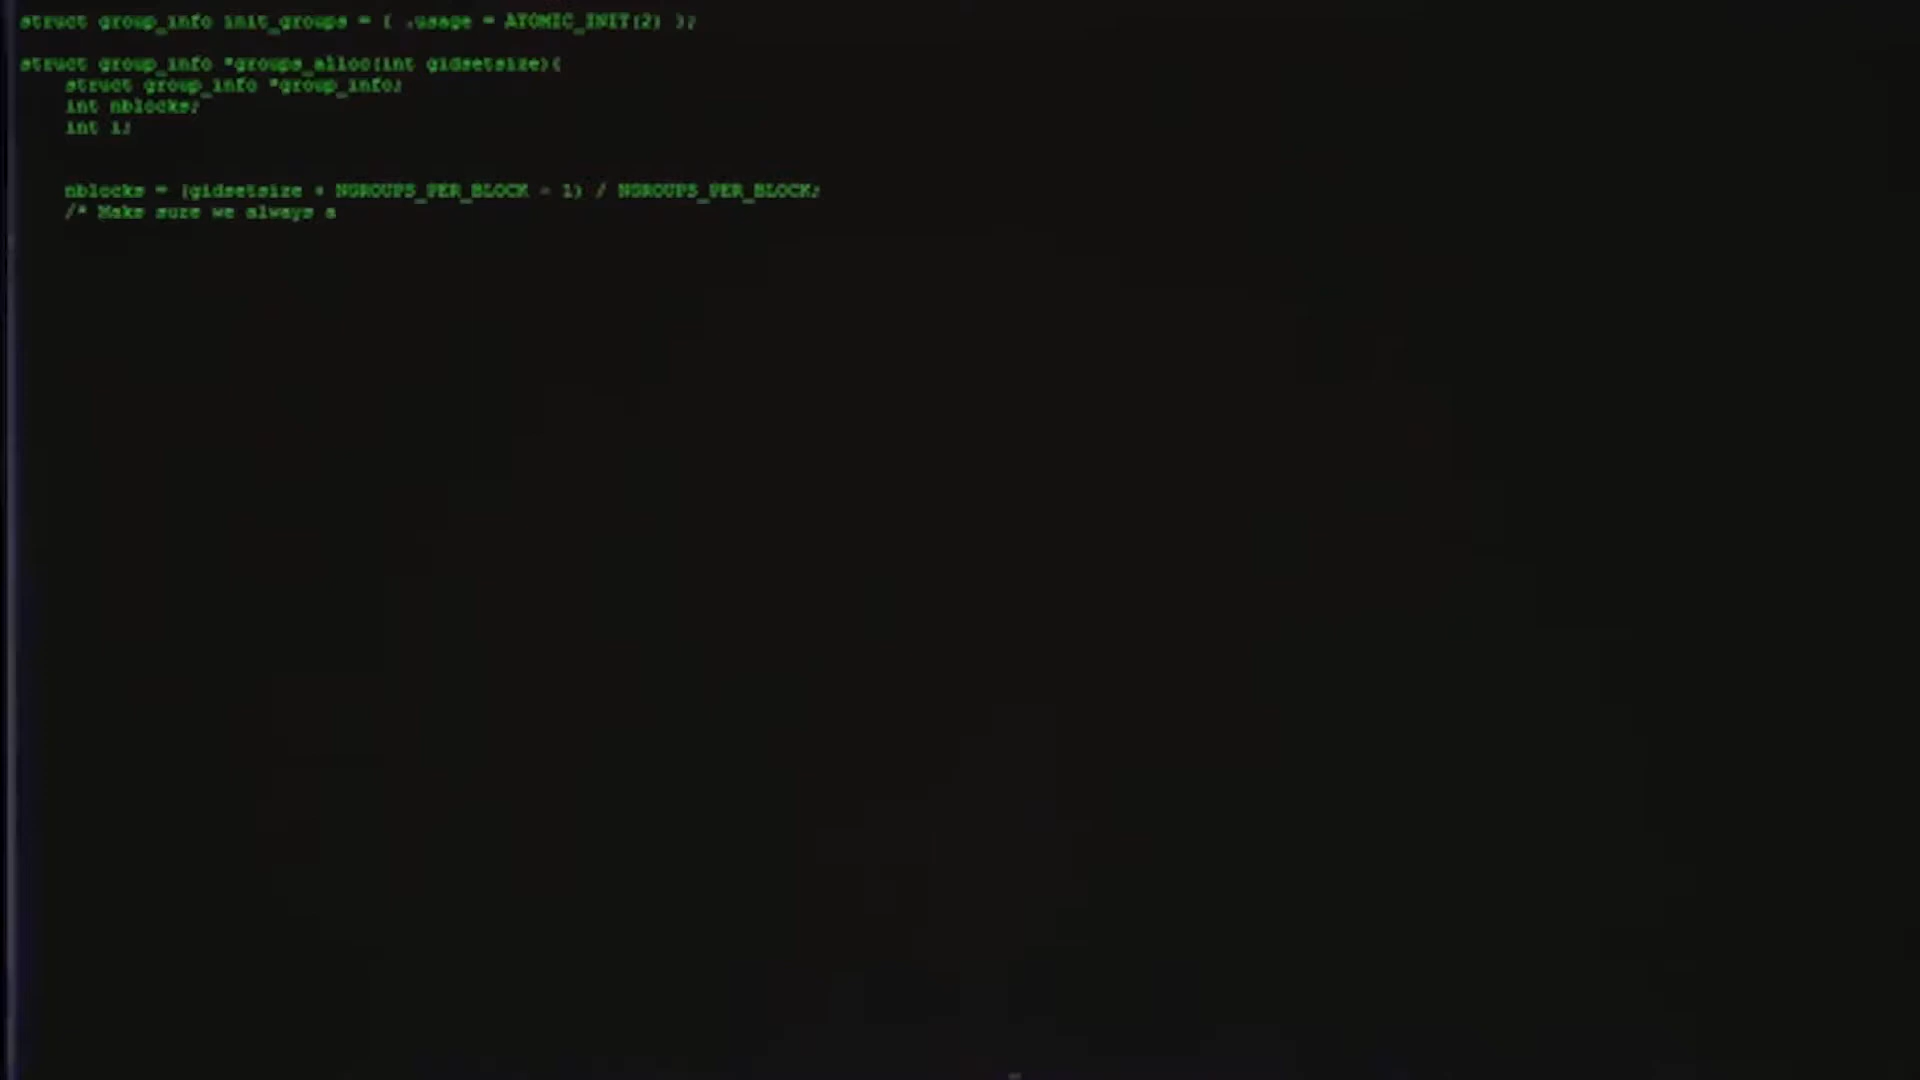 struct group_info init_groups = { .usage = ATOMIC_INIT(2) };
struct group_info *groups_alloc(int gidsetsize){
struct group_info *group_info;
int nblocks;
int i;
nblocks = (gidsetsize + NGROUPS_PER_BLOCK - 1) / NGROUPS_PER_BLOCK;
/* Make sure we always a